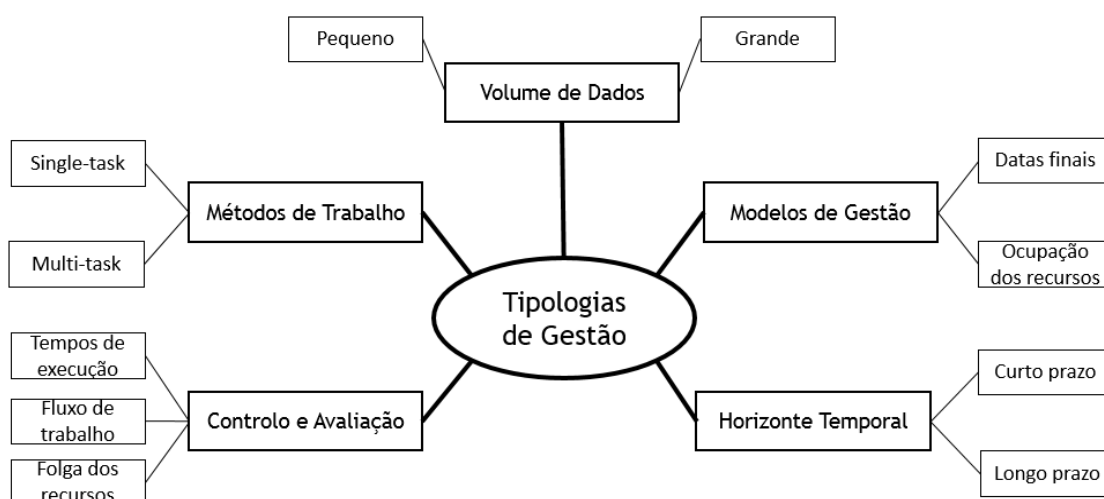 Pequeno
Grande
Volume de Dados
Single-task
Datas finais
Métodos de Trabalho
Modelos de Gestão
Multi-task
Ocupação
dos recursos
Tipologias
de Gestão
Tempos de
execução
Curto prazo
Fluxo de
trabalho
Controlo e Avaliação
Horizonte Temporal
Folga dos
recursos
Longo prazo